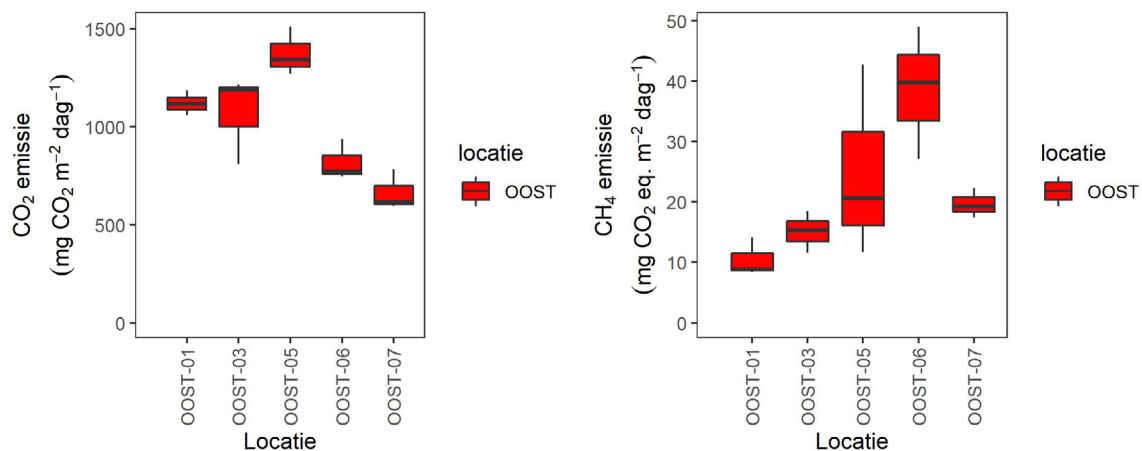 CO₂ emissie
(mg CO₂ m⁻² dag⁻¹)
1500
1000
500
0
OOST-01
OOST-03
OOST-05
OOST-06
OOST-07
Locatie
locatie
OOST
CH₄ emissie
(mg CO₂ eq. m⁻² dag⁻¹)
50
40
30
20
10
0
OOST-01
OOST-03
OOST-05
OOST-06
OOST-07
Locatie
locatie
OOST